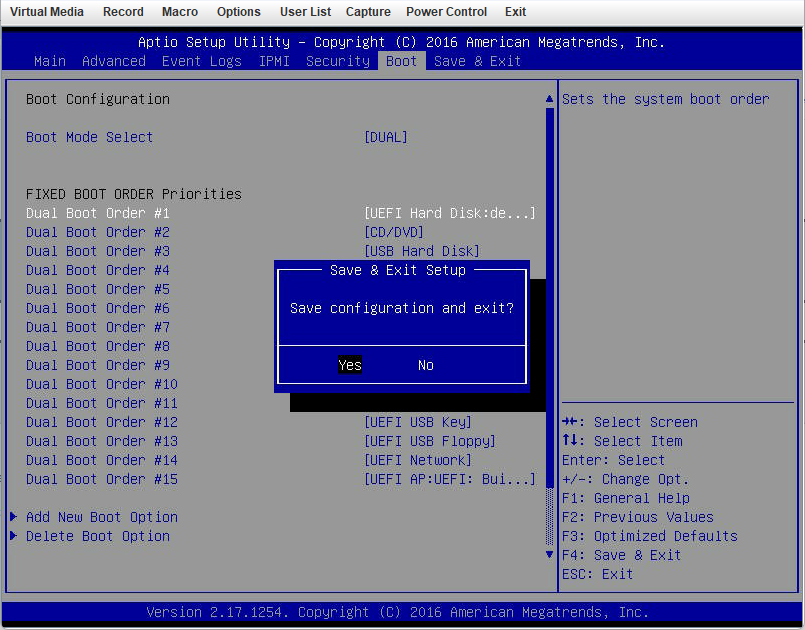 Virtual Media Record Macro Options User List Capture Power Control Exit
Aptio Setup Utility – Copyright (C) 2016 American Megatrends, Inc.
Main Advanced Event Logs IPMI Security Boot Save & Exit
Boot Configuration
Sets the system boot order
Boot Mode Select [DUAL]
FIXED BOOT ORDER Priorities
Dual Boot Order #1 [UEFI Hard Disk:de...]
Dual Boot Order #2 [CD/DVD]
Dual Boot Order #3 [USB Hard Disk]
Dual Boot Order #4
Dual Boot Order #5
Dual Boot Order #6
Dual Boot Order #7
Dual Boot Order #8
Dual Boot Order #9
Dual Boot Order #10
Dual Boot Order #11
Dual Boot Order #12 [UEFI USB Key]
Dual Boot Order #13 [UEFI USB Floppy]
Dual Boot Order #14 [UEFI Network]
Dual Boot Order #15 [UEFI AP:UEFI: Bui...]
Add New Boot Option
Delete Boot Option
Save & Exit Setup
Save configuration and exit?
Yes No
→←: Select Screen
↑↓: Select Item
Enter: Select
+/-: Change Opt.
F1: General Help
F2: Previous Values
F3: Optimized Defaults
F4: Save & Exit
ESC: Exit
Version 2.17.1254. Copyright (C) 2016 American Megatrends, Inc.